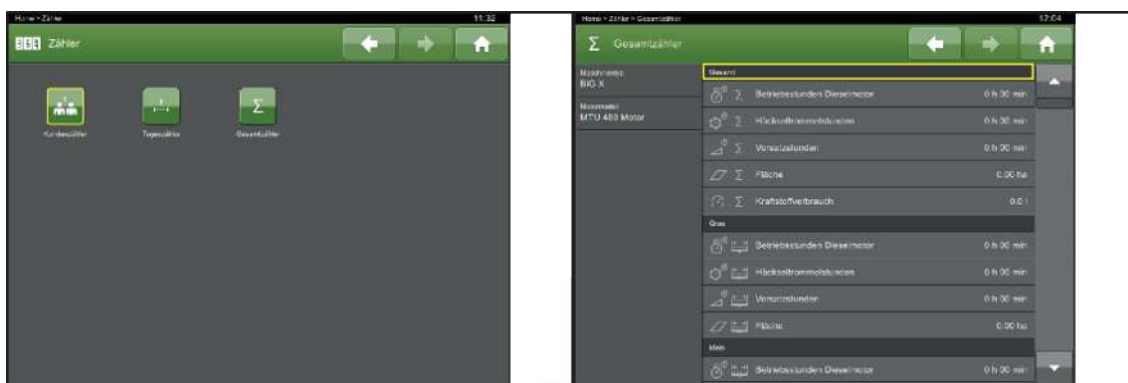 Home > Zähler 11:32
Zähler
Kundenzähler Tageszähler Gesamtzähler
Home > Zähler > Gesamtzähler 12:04
Σ Gesamtzähler
Maschinentyp
BIG X
Motormodell
MTU 460 Motor
Gesamt
Σ Betriebsstunden Dieselmotor 0 h 00 min
Σ Häckseltrommelstunden 0 h 00 min
Σ Vorsatzstunden 0 h 00 min
Σ Fläche 0.00 ha
Σ Kraftstoffverbrauch 0.0 l
Gras
Betriebsstunden Dieselmotor 0 h 00 min
Häckseltrommelstunden 0 h 00 min
Vorsatzstunden 0 h 00 min
Fläche 0.00 ha
Mais
Betriebsstunden Dieselmotor 0 h 00 min